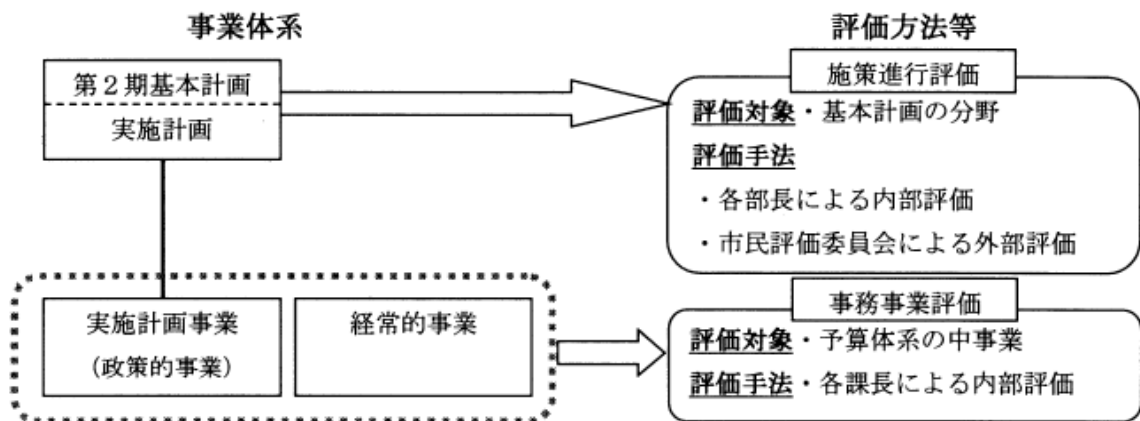 事業体系
第２期基本計画
実施計画
実施計画事業
（政策的事業）
経常的事業
評価方法等
施策進行評価
評価対象・基本計画の分野
評価手法
・各部長による内部評価
・市民評価委員会による外部評価
事務事業評価
評価対象・予算体系の中事業
評価手法・各課長による内部評価